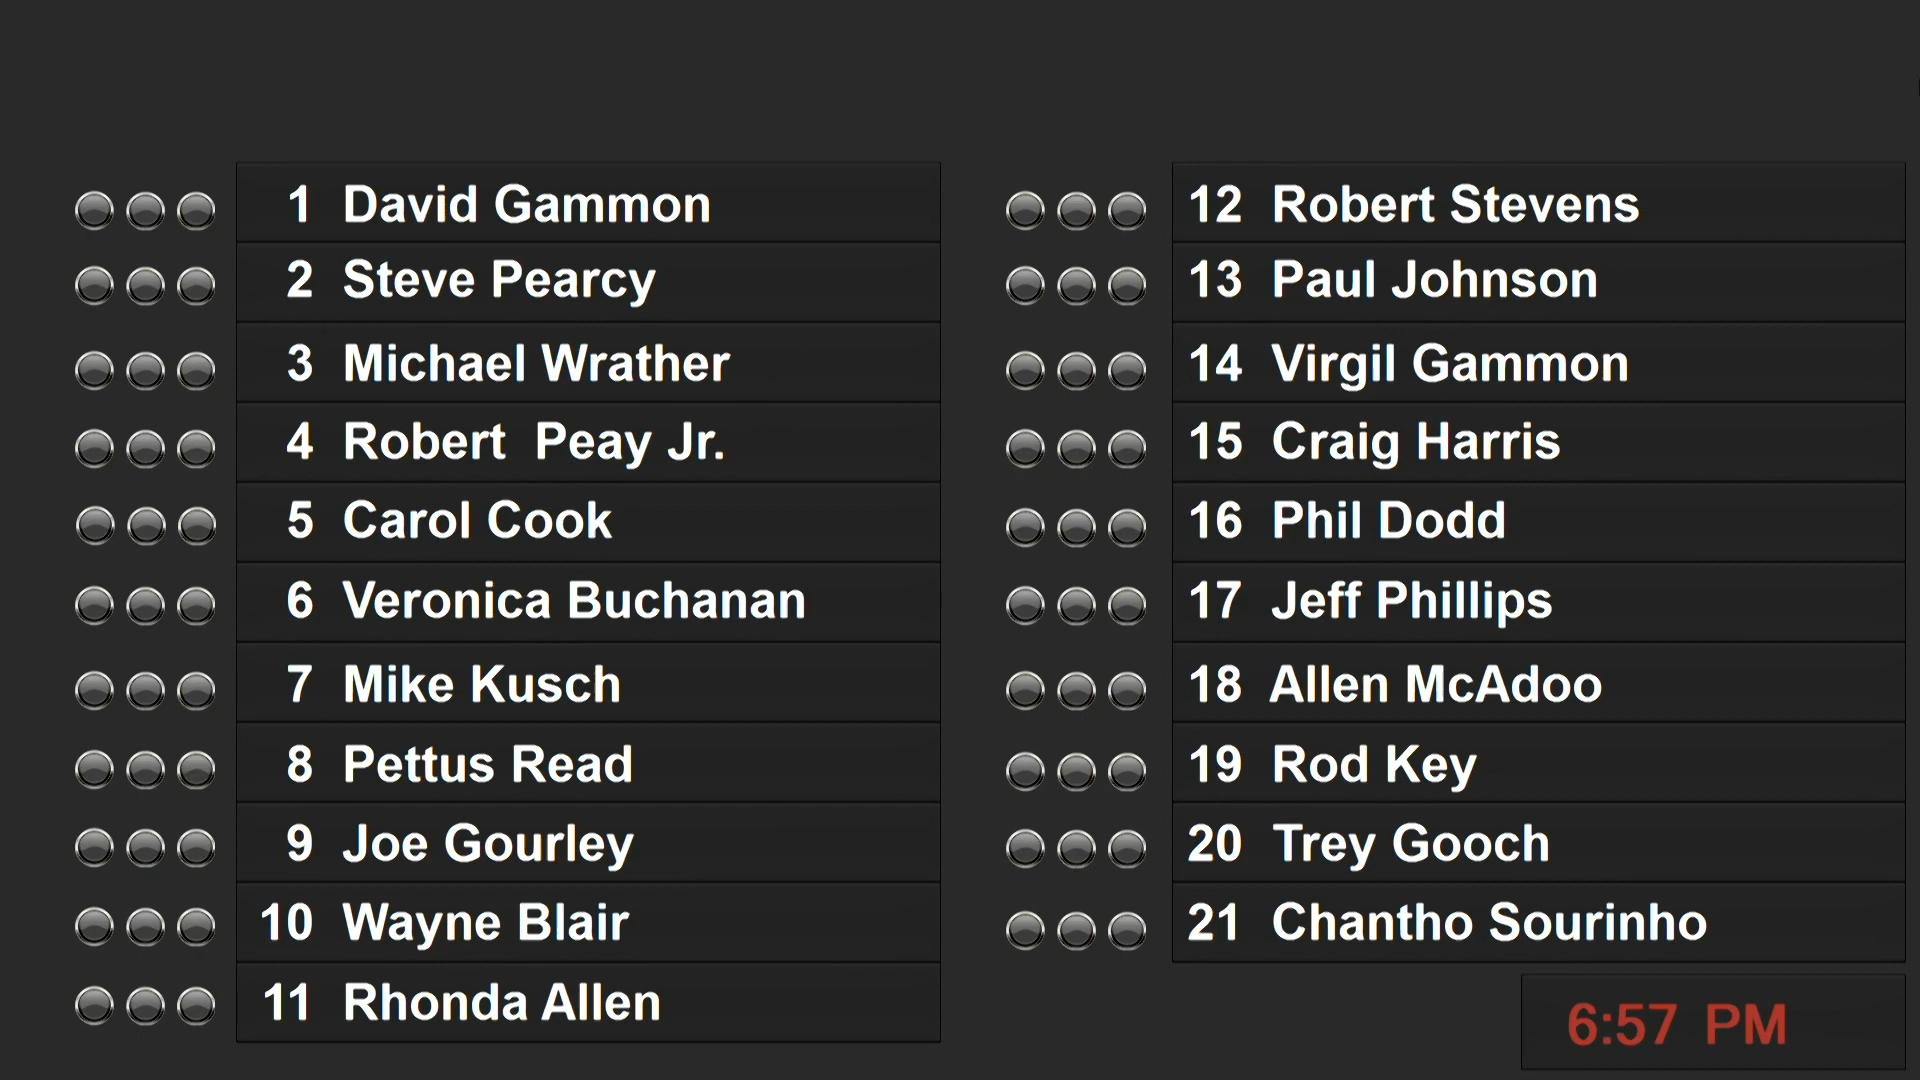 1 David Gammon
2 Steve Pearcy
3 Michael Wrather
4 Robert  Peay Jr.
5 Carol Cook
6 Veronica Buchanan
7 Mike Kusch
8 Pettus Read
9 Joe Gourley
10 Wayne Blair
11 Rhonda Allen
12 Robert Stevens
13 Paul Johnson
14 Virgil Gammon
15 Craig Harris
16 Phil Dodd
17 Jeff Phillips
18 Allen McAdoo
19 Rod Key
20 Trey Gooch
21 Chantho Sourinho
6:57 PM